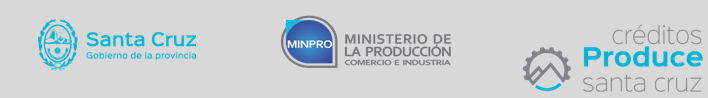 Santa Cruz
Gobierno de la provincia
MINPRO
MINISTERIO DE
LA PRODUCCIÓN
COMERCIO E INDUSTRIA
créditos
Produce
santa cruz